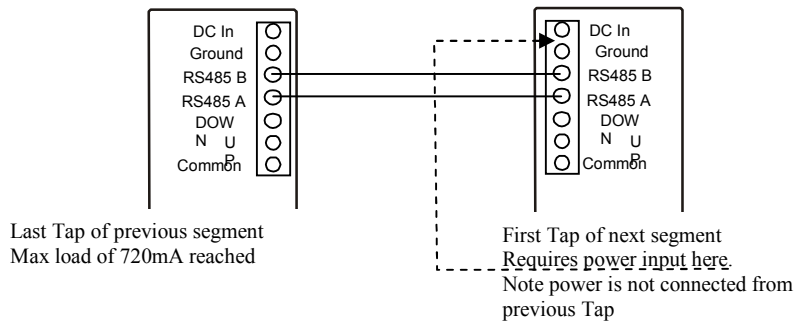 DC In
Ground
RS485 B
RS485 A
DOW
N U
P
Common
Last Tap of previous segment
Max load of 720mA reached
DC In
Ground
RS485 B
RS485 A
DOW
N U
P
Common
First Tap of next segment
Requires power input here.
Note power is not connected from
previous Tap